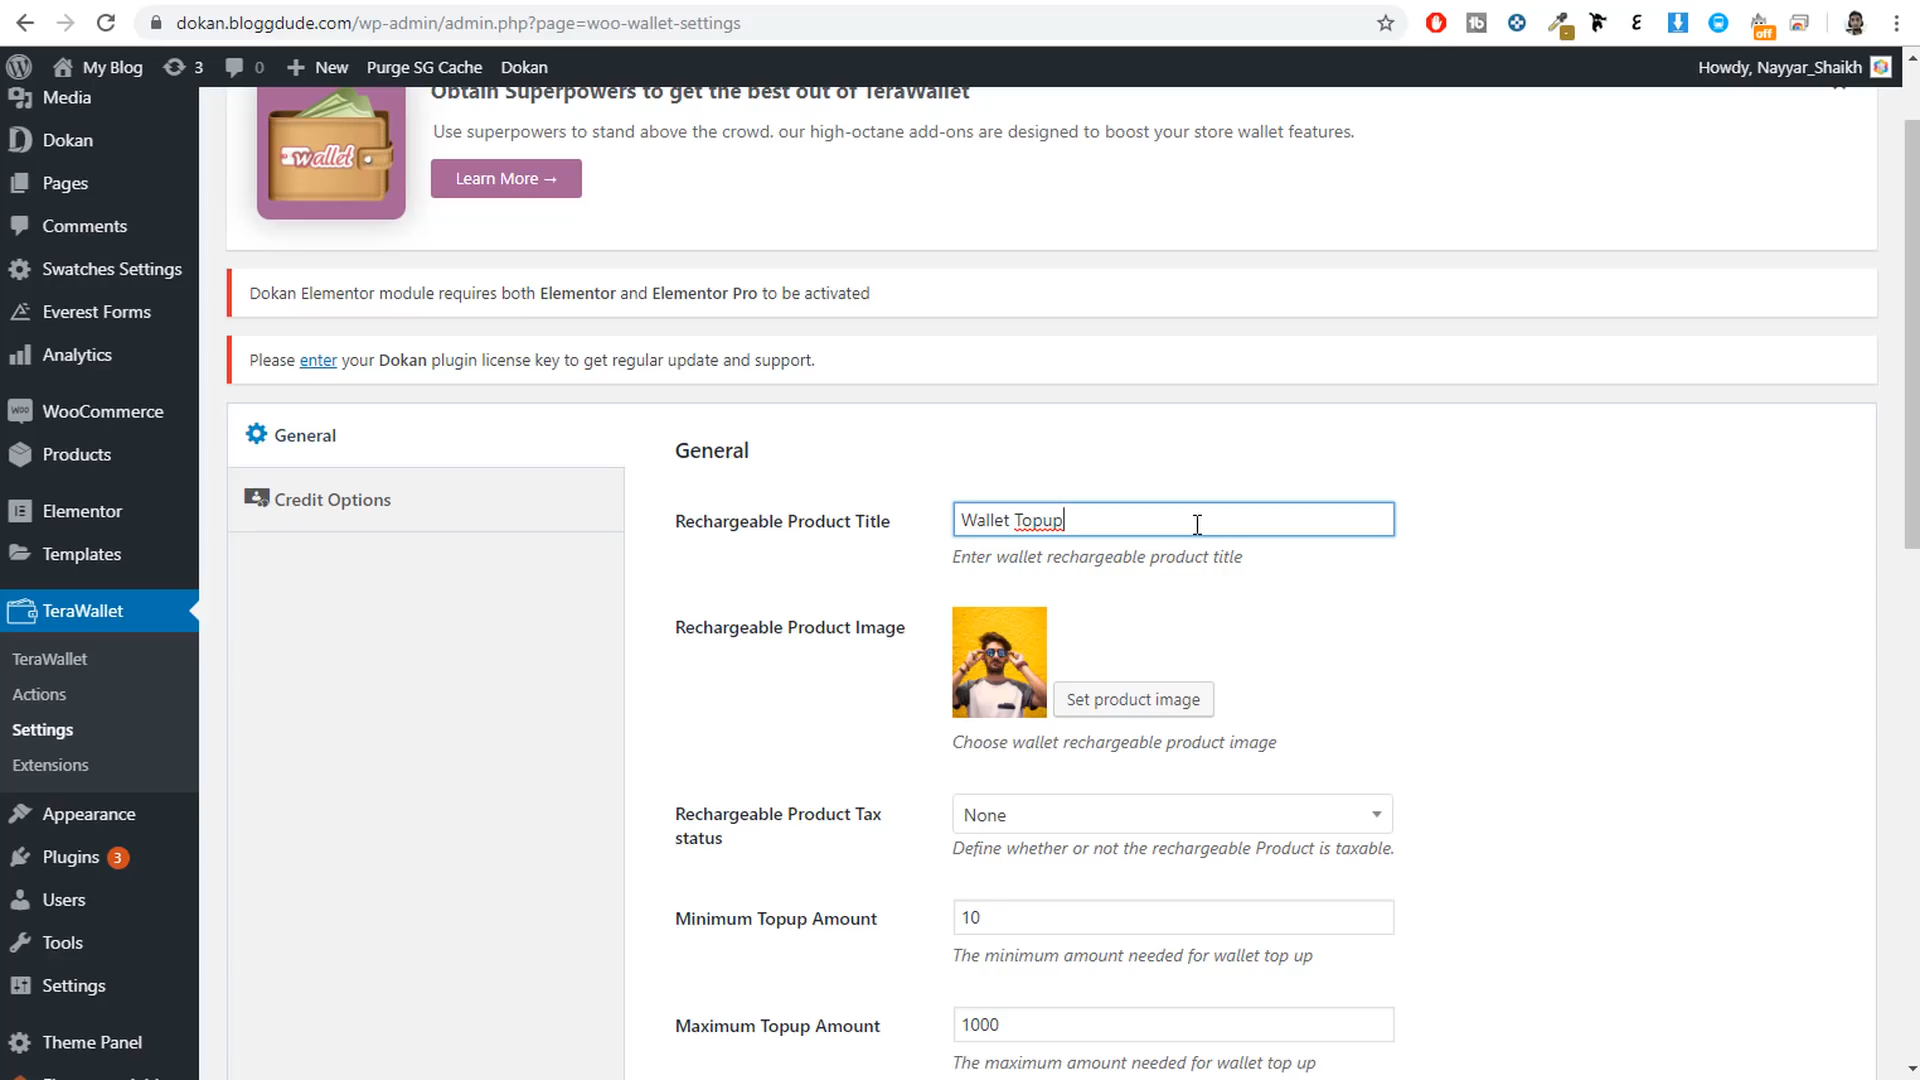 dokan.bloggdude.com/wp-admin/admin.php?page=woo-wallet-settings
off
My Blog 3 0 New Purge SG Cache Dokan Howdy, Nayyar_Shaikh
Media
Dokan
Pages
Comments
Swatches Settings
Everest Forms
Analytics
WooCommerce
Products
Elementor
Templates
TeraWallet
TeraWallet
Actions
Settings
Extensions
Appearance
Plugins 3
Users
Tools
Settings
Theme Panel
wallet
Obtain Superpowers to get the best out of TeraWallet
Use superpowers to stand above the crowd. our high-octane add-ons are designed to boost your store wallet features.
Learn More →
Dokan Elementor module requires both Elementor and Elementor Pro to be activated
Please enter your Dokan plugin license key to get regular update and support.
General
Credit Options
General
Rechargeable Product Title
Wallet Topup
Enter wallet rechargeable product title
Rechargeable Product Image
Set product image
Choose wallet rechargeable product image
Rechargeable Product Tax
status
None
Define whether or not the rechargeable Product is taxable.
Minimum Topup Amount
10
The minimum amount needed for wallet top up
Maximum Topup Amount
1000
The maximum amount needed for wallet top up